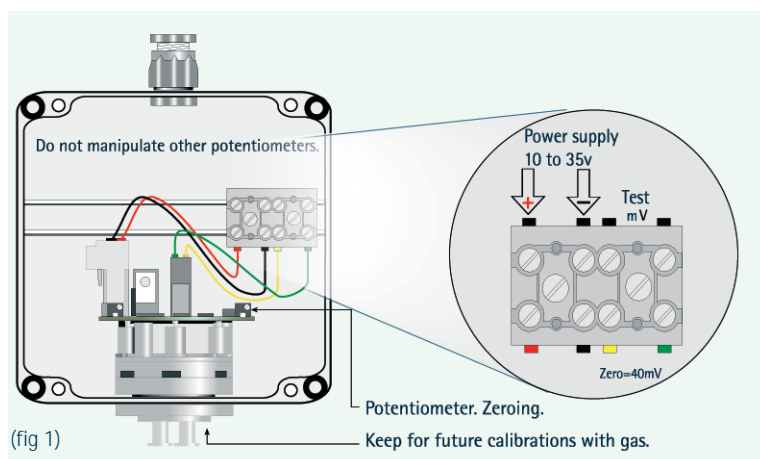 Do not manipulate other potentiometers.
Power supply
10 to 35v
+
−
Test
mV
Zero=40mV
Potentiometer. Zeroing.
Keep for future calibrations with gas.
(fig 1)